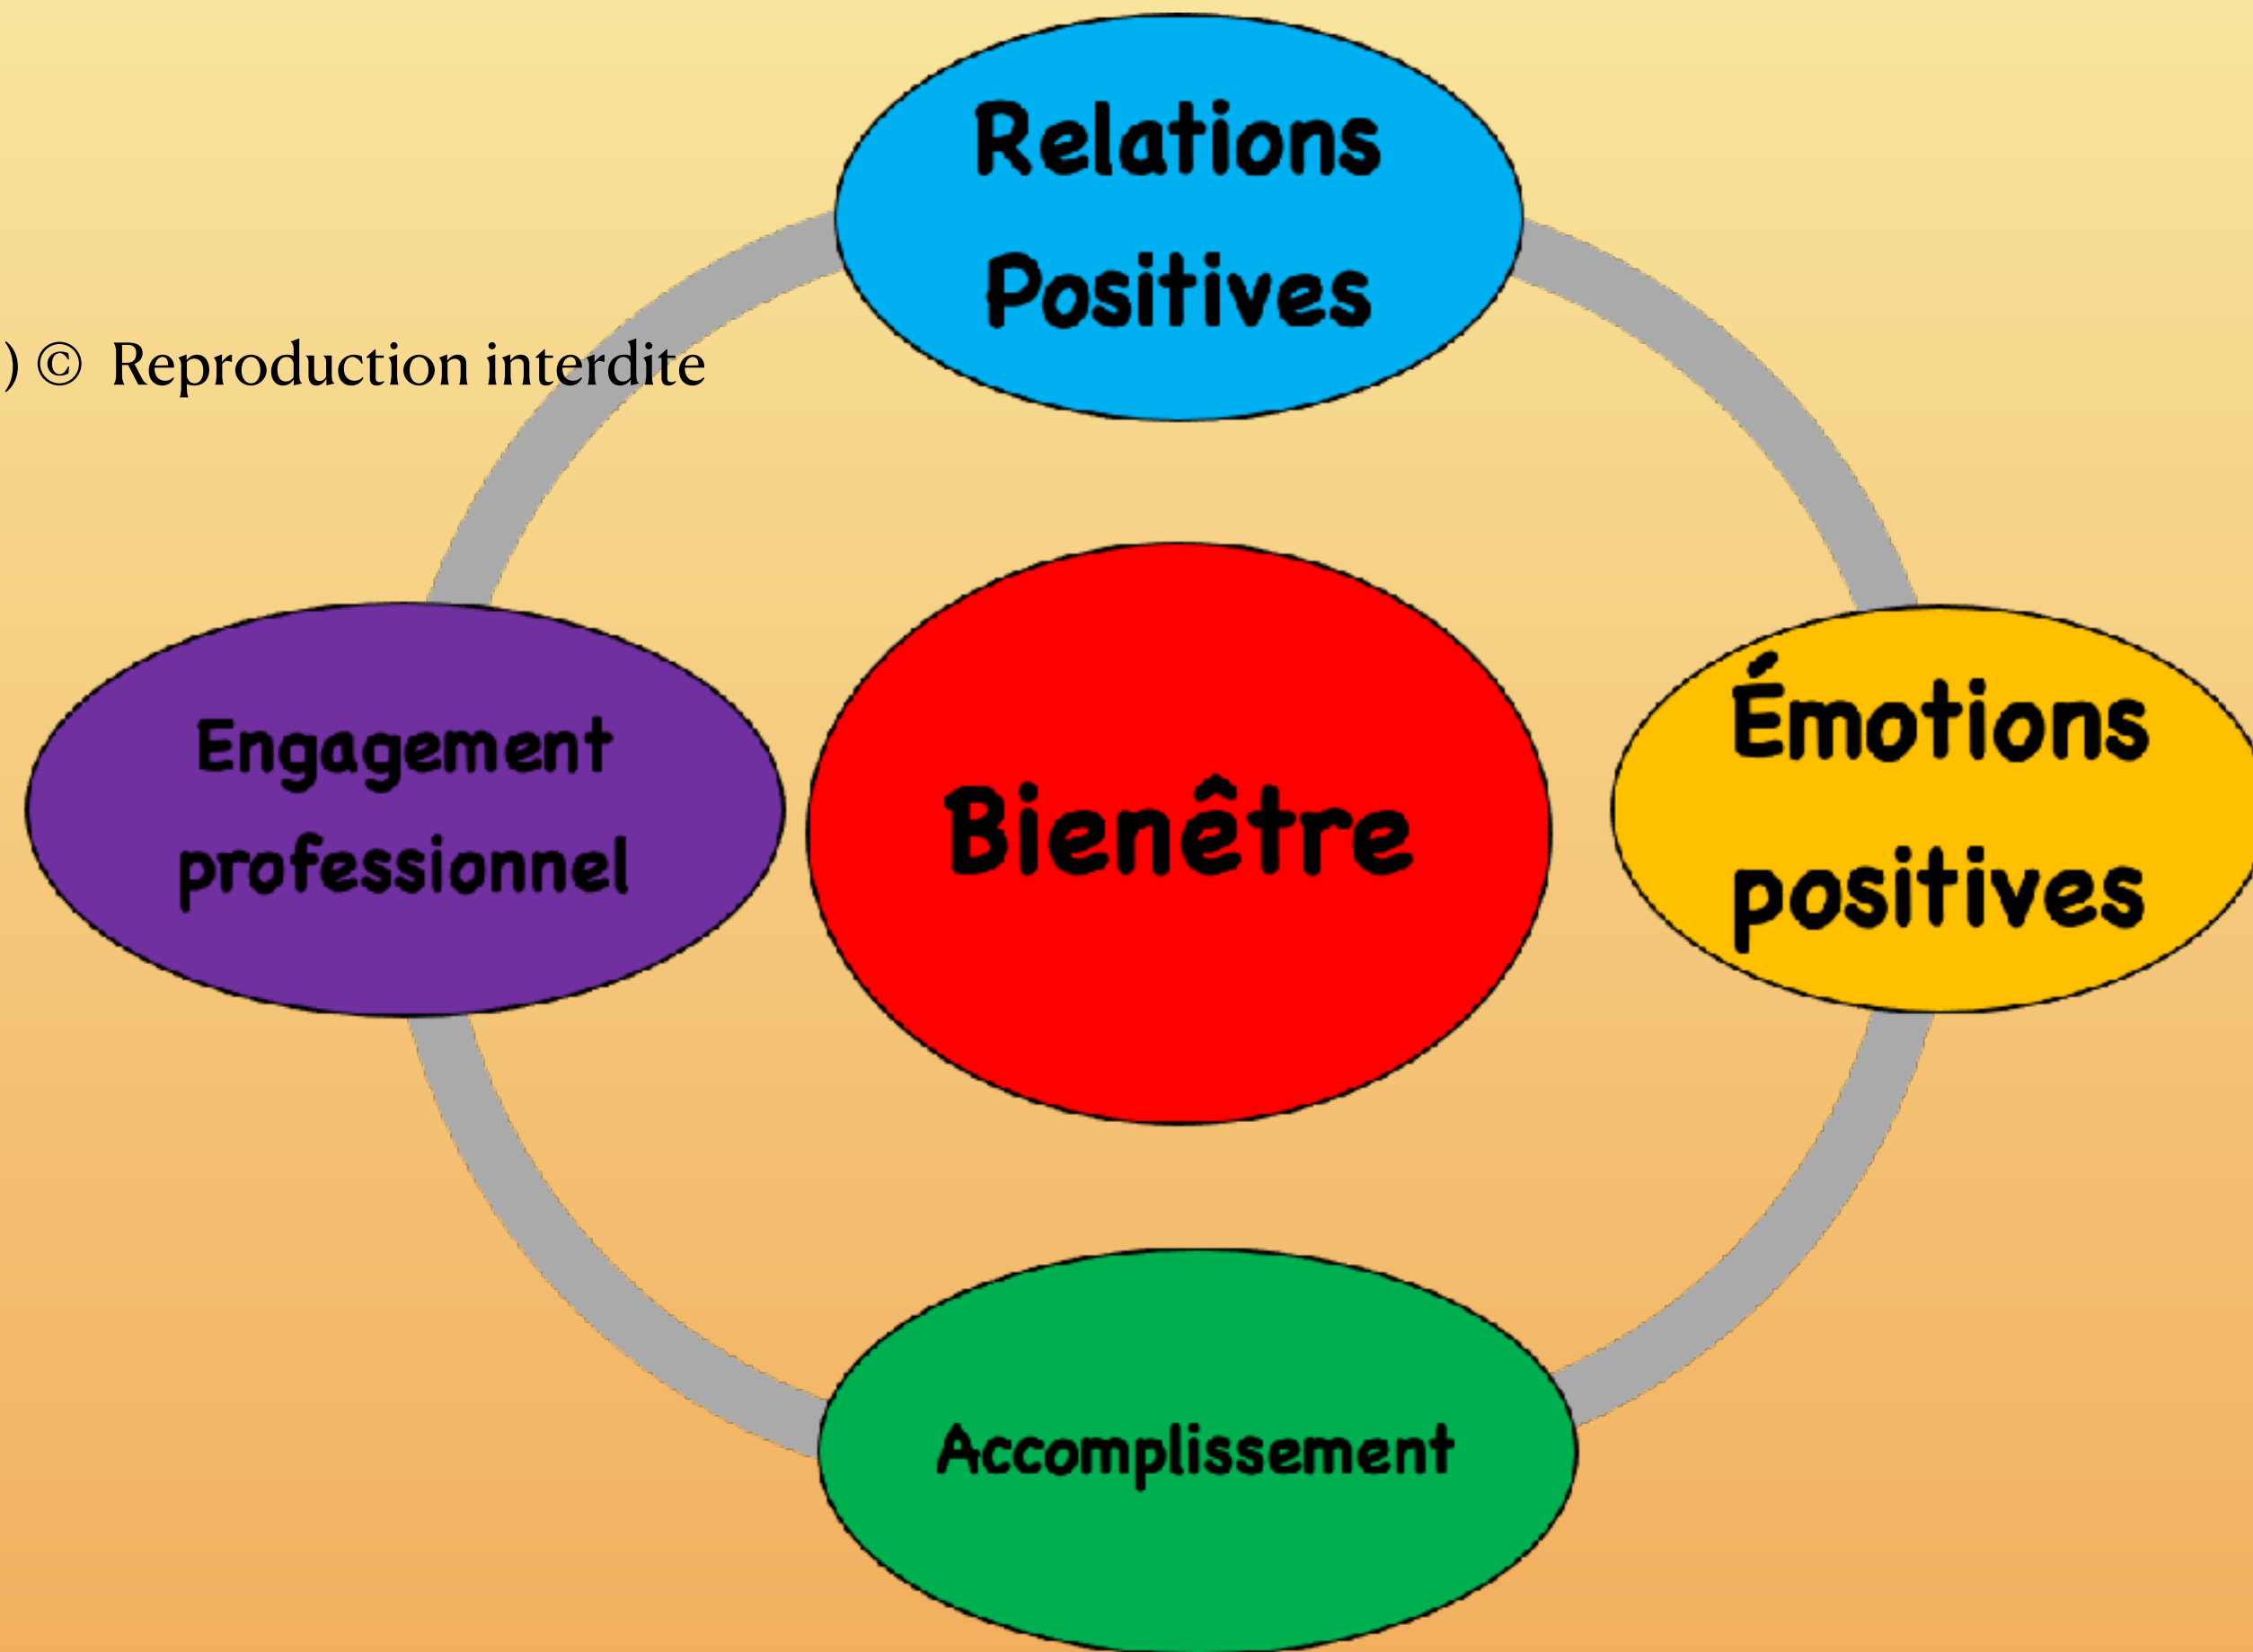 Relations
Positives
) © Reproduction interdite
Engagement
professionnel
Bienêtre
Émotions
positives
Accomplissement